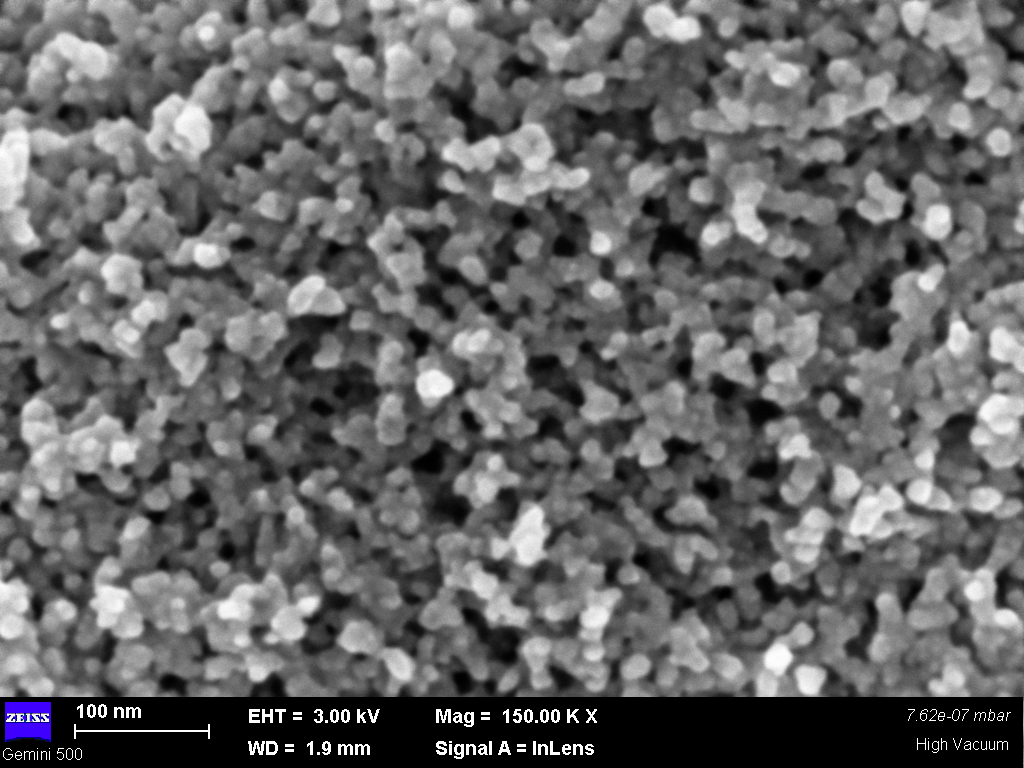 ZEISS
Gemini 500
100 nm
EHT = 3.00 kV
WD = 1.9 mm
Mag = 150.00 K X
Signal A = InLens
7.62e-07 mbar
High Vacuum